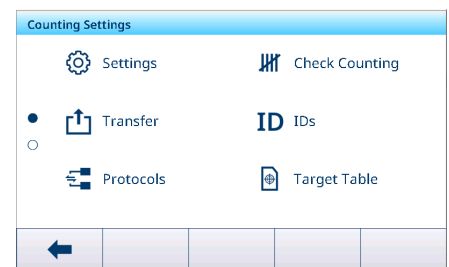 Counting Settings
Settings
Check Counting
Transfer
ID IDs
Protocols
Target Table